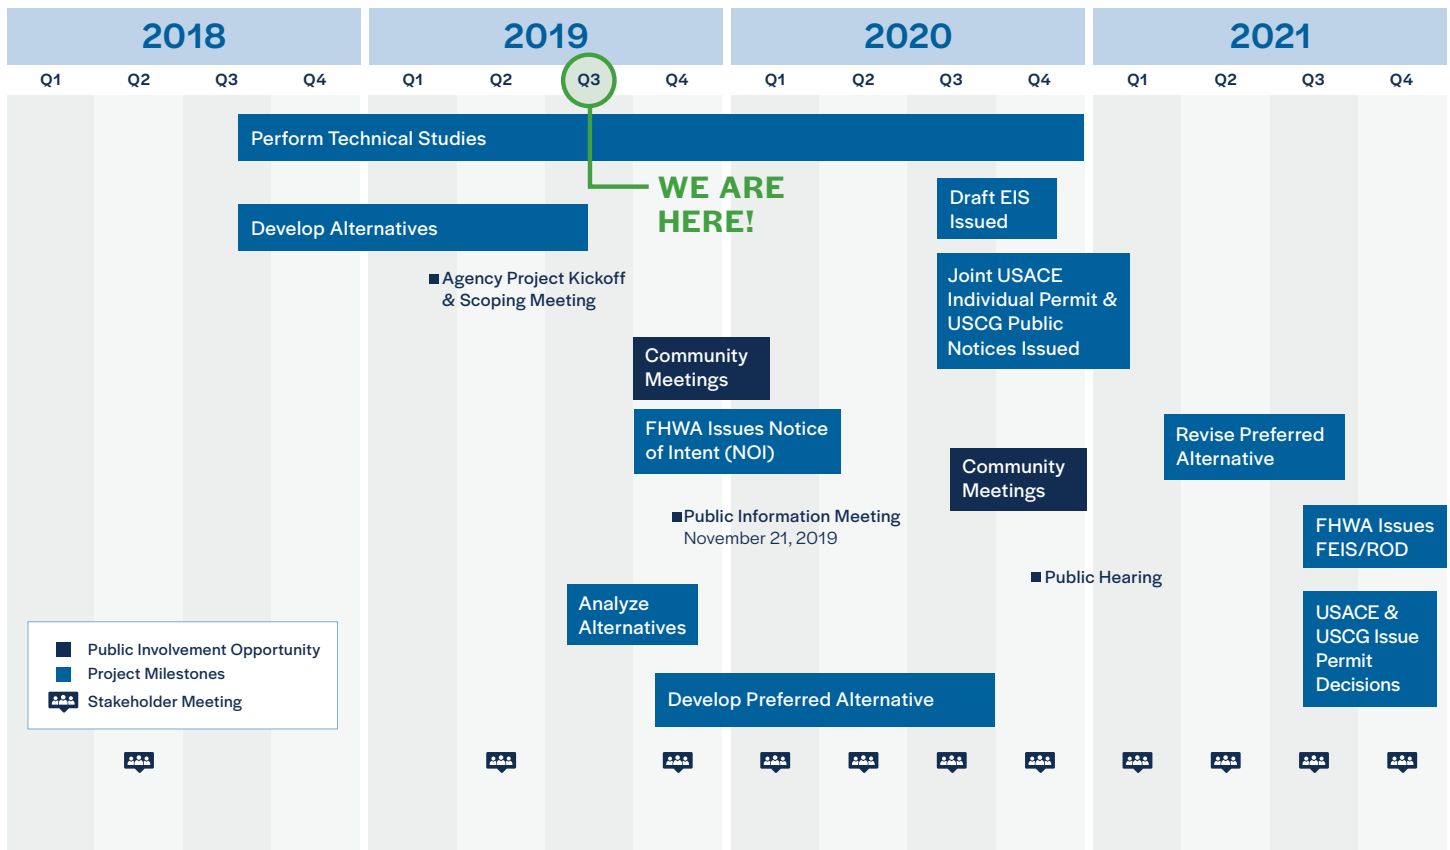 2018
2019
2020
2021
Q1 Q2 Q3 Q4 Q1 Q2 Q3 Q4 Q1 Q2 Q3 Q4 Q1 Q2 Q3 Q4
Perform Technical Studies
WE ARE
HERE!
Draft EIS
Issued
Develop Alternatives
Agency Project Kickoff
& Scoping Meeting
Joint USACE
Individual Permit &
USCG Public
Notices Issued
Community
Meetings
FHWA Issues Notice
of Intent (NOI)
Revise Preferred
Alternative
Community
Meetings
Public Information Meeting
November 21, 2019
FHWA Issues
FEIS/ROD
Public Hearing
Analyze
Alternatives
USACE &
USCG Issue
Permit
Decisions
Develop Preferred Alternative
Public Involvement Opportunity
Project Milestones
Stakeholder Meeting